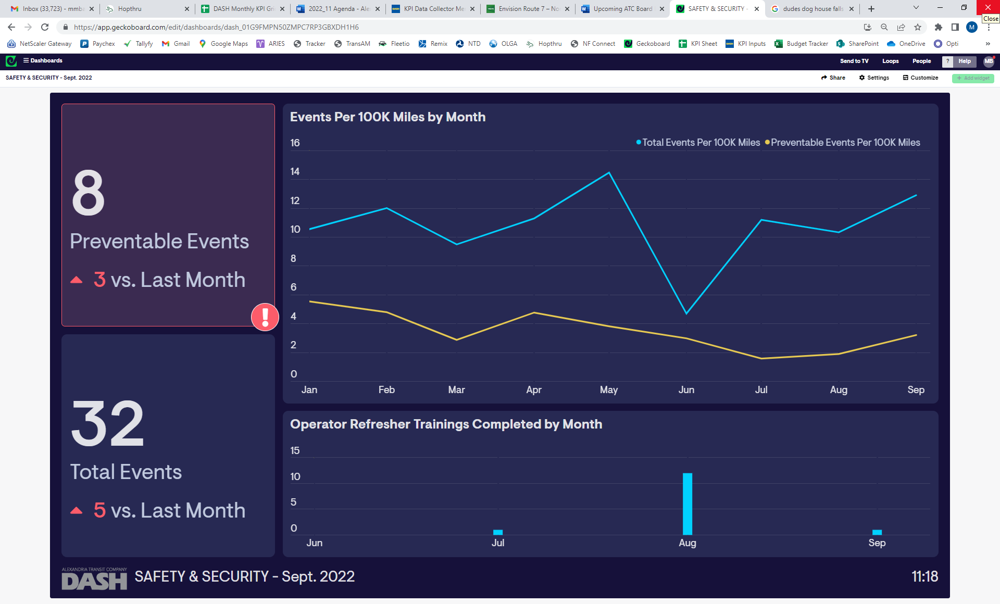 Inbox (33,723) - mmba
Hopthru
DASH Monthly KPI Gri
2022_11 Agenda - Ale
KPI Data Collector Me
Envision Route 7 – No
Upcoming ATC Board
SAFETY & SECURITY -
dudes dog house falls
Close
https://app.geckoboard.com/edit/dashboards/dash_01G9FMPN50ZMPC7RP3GBXDH1H6
M
NetScaler Gateway
Paychex
Tallyfy
Gmail
Google Maps
ARIES
Tracker
TransAM
Fleetio
Remix
NTD
OLGA
Hopthru
NF Connect
Geckoboard
KPI Sheet
KPI Inputs
Budget Tracker
SharePoint
OneDrive
Opti
»
Dashboards
Send to TV
Loops
People
? Help
MB
SAFETY & SECURITY - Sept. 2022
Share
Settings
Customize
+ Add widget
8
Preventable Events
3 vs. Last Month
!
32
Total Events
5 vs. Last Month
Events Per 100K Miles by Month
Total Events Per 100K Miles
Preventable Events Per 100K Miles
16
14
12
10
8
6
4
2
0
Jan Feb Mar Apr May Jun Jul Aug Sep
Operator Refresher Trainings Completed by Month
15
10
5
0
Jun Jul Aug Sep
ALEXANDRIA TRANSIT COMPANY
DASH
SAFETY & SECURITY - Sept. 2022
11:18